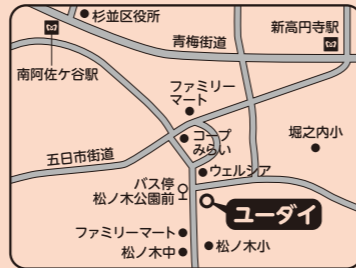 杉並区役所
新高円寺駅
青梅街道
南阿佐ケ谷駅
ファミリー
マート
コープ
みらい
堀之内小
五日市街道
ウェルシア
バス停
松ノ木公園前
ユーダイ
ファミリーマート
松ノ木中
松ノ木小